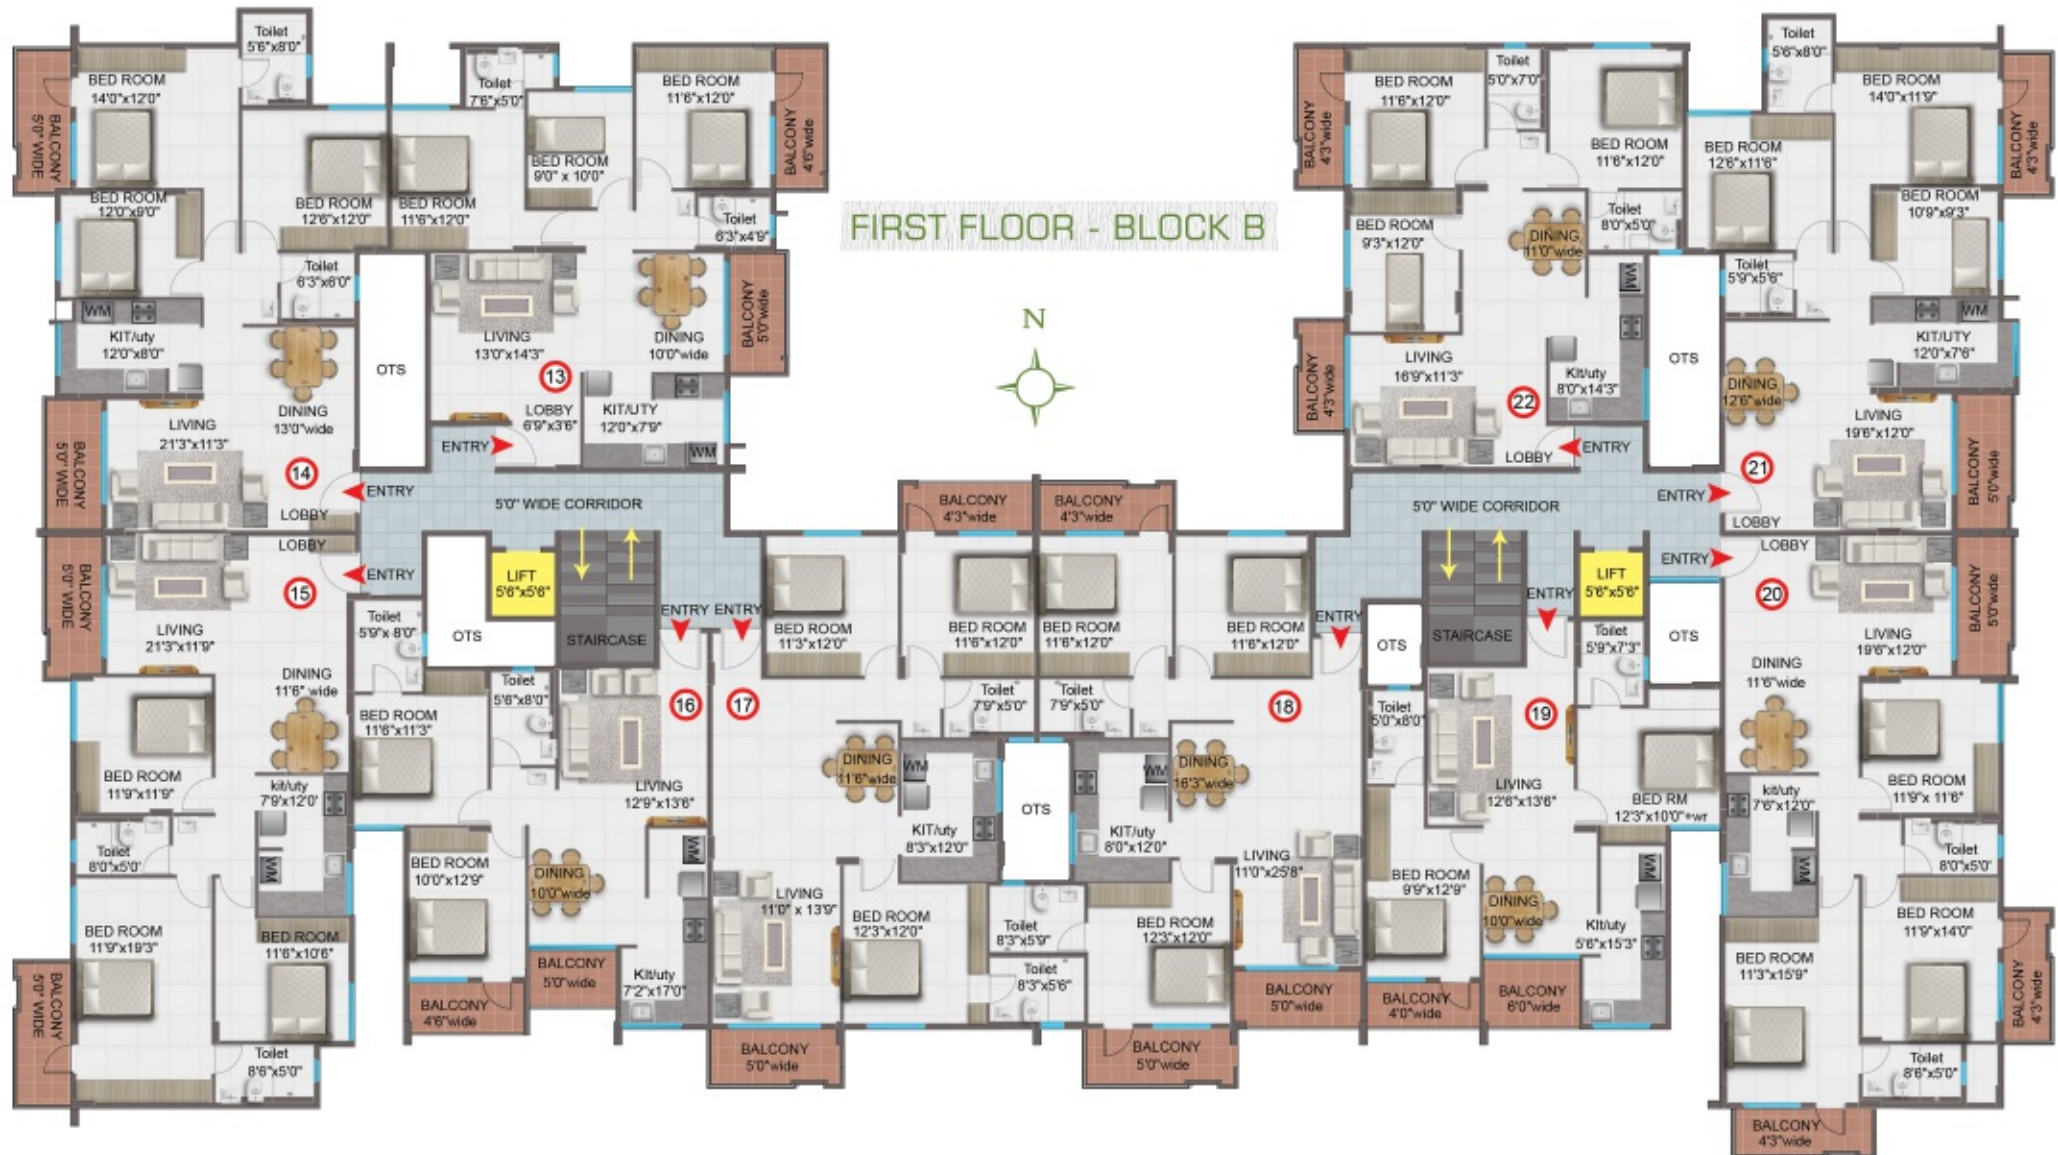 FIRST FLOOR - BLOCK B
N
Toilet
5'6"x8'0"
BED ROOM
14'0"x12'0"
BALCONY
5'0" WIDE
BED ROOM
12'6"x12'0"
BED ROOM
12'0"x9'0"
Toilet
6'3"x6'0"
WM
KIT/uty
12'0"x8'0"
DINING
13'0"wide
LIVING
21'3"x11'3"
BALCONY
5'0" WIDE
14
LOBBY
ENTRY
OTS
Toilet
7'6"x5'0"
BED ROOM
11'6"x12'0"
BED ROOM
9'0" x 10'0"
BED ROOM
11'6"x12'0"
BALCONY
4'6"wide
Toilet
6'3"x4'9"
LIVING
13'0"x14'3"
DINING
10'0"wide
BALCONY
5'0"wide
13
LOBBY
6'9"x3'6"
KIT/UTY
12'0"x7'9"
WM
ENTRY
5'0" WIDE CORRIDOR
LOBBY
ENTRY
15
BALCONY
5'0" WIDE
LIVING
21'3"x11'9"
DINING
11'6" wide
BED ROOM
11'9"x11'9"
kit/uty
7'9"x12'0'
WM
Toilet
8'0"x5'0"
BED ROOM
11'9"x19'3"
BED ROOM
11'6"x10'6"
BALCONY
5'0" WIDE
Toilet
8'6"x5'0"
OTS
LIFT
5'6"x5'6"
STAIRCASE
ENTRY
ENTRY
Toilet
5'9"x 8'0"
BED ROOM
11'6"x11'3"
Toilet
5'6"x8'0"
16
LIVING
12'9"x13'6"
BED ROOM
10'0"x12'9"
DINING
10'0"wide
WM
BALCONY
4'6"wide
BALCONY
5'0"wide
Kit/uty
7'2"x17'0"
17
BED ROOM
11'3"x12'0"
BALCONY
4'3"wide
BED ROOM
11'6"x12'0"
Toilet
7'9"x5'0"
DINING
11'6"wide
WM
KIT/uty
8'3"x12'0"
LIVING
11'0" x 13'9"
BED ROOM
12'3"x12'0"
Toilet
8'3"x5'9"
BALCONY
5'0"wide
OTS
BALCONY
4'3"wide
BED ROOM
11'6"x12'0"
BED ROOM
11'6"x12'0"
Toilet
7'9"x5'0"
18
ENTRY
WM
DINING
16'3"wide
KIT/uty
8'0"x12'0"
LIVING
11'0"x25'8"
BED ROOM
12'3"x12'0"
Toilet
8'3"x5'6"
BALCONY
5'0"wide
BALCONY
5'0"wide
BALCONY
4'3"wide
BED ROOM
11'6"x12'0"
Toilet
5'0"x7'0"
BED ROOM
11'6"x12'0"
BED ROOM
9'3"x12'0"
DINING
11'0"wide
Toilet
8'0"x5'0"
WM
LIVING
16'9"x11'3"
BALCONY
4'3"wide
KIt/uty
8'0"x14'3"
22
LOBBY
ENTRY
OTS
5'0" WIDE CORRIDOR
Toilet
5'6"x8'0"
BED ROOM
14'0"x11'9"
BALCONY
4'3"wide
BED ROOM
12'6"x11'6"
BED ROOM
10'9"x9'3"
Toilet
5'9"x5'6"
WM
KIT/UTY
12'0"x7'6"
DINING
12'6"wide
LIVING
19'6"x12'0"
BALCONY
5'0"wide
21
ENTRY
LOBBY
OTS
STAIRCASE
LIFT
5'6"x5'6"
OTS
ENTRY
Toilet
5'0"x8'0"
Toilet
5'9"x7'3"
19
LIVING
12'6"x13'6"
BED RM
12'3"x10'0"+wr
BED ROOM
9'9"x12'9"
DINING
10'0"wide
WM
KIt/uty
5'6"x15'3"
BALCONY
4'0"wide
BALCONY
6'0"wide
ENTRY
LOBBY
20
LIVING
19'6"x12'0"
BALCONY
5'0"wide
DINING
11'6"wide
BED ROOM
11'9"x 11'6"
kit/uty
7'6"x12'0"
WM
Toilet
8'0"x5'0"
BED ROOM
11'9"x14'0"
BED ROOM
11'3"x15'9"
BALCONY
4'3"wide
Toilet
8'6"x5'0"
BALCONY
4'3"wide